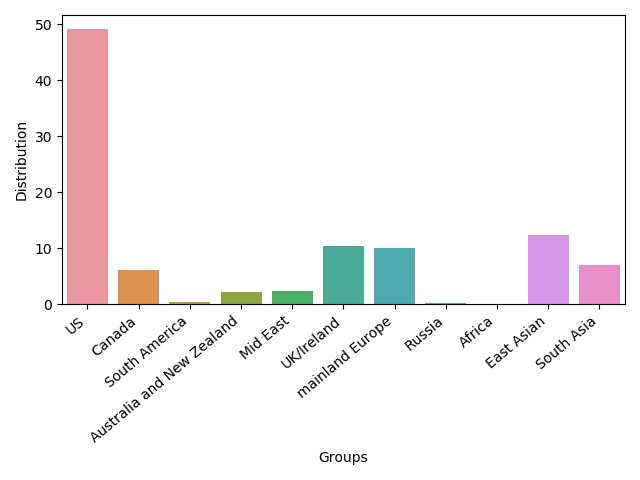 50
40
30
20
10
0
Distribution
US
Canada
South America
Australia and New Zealand
Mid East
UK/Ireland
mainland Europe
Russia
Africa
East Asian
South Asia
Groups